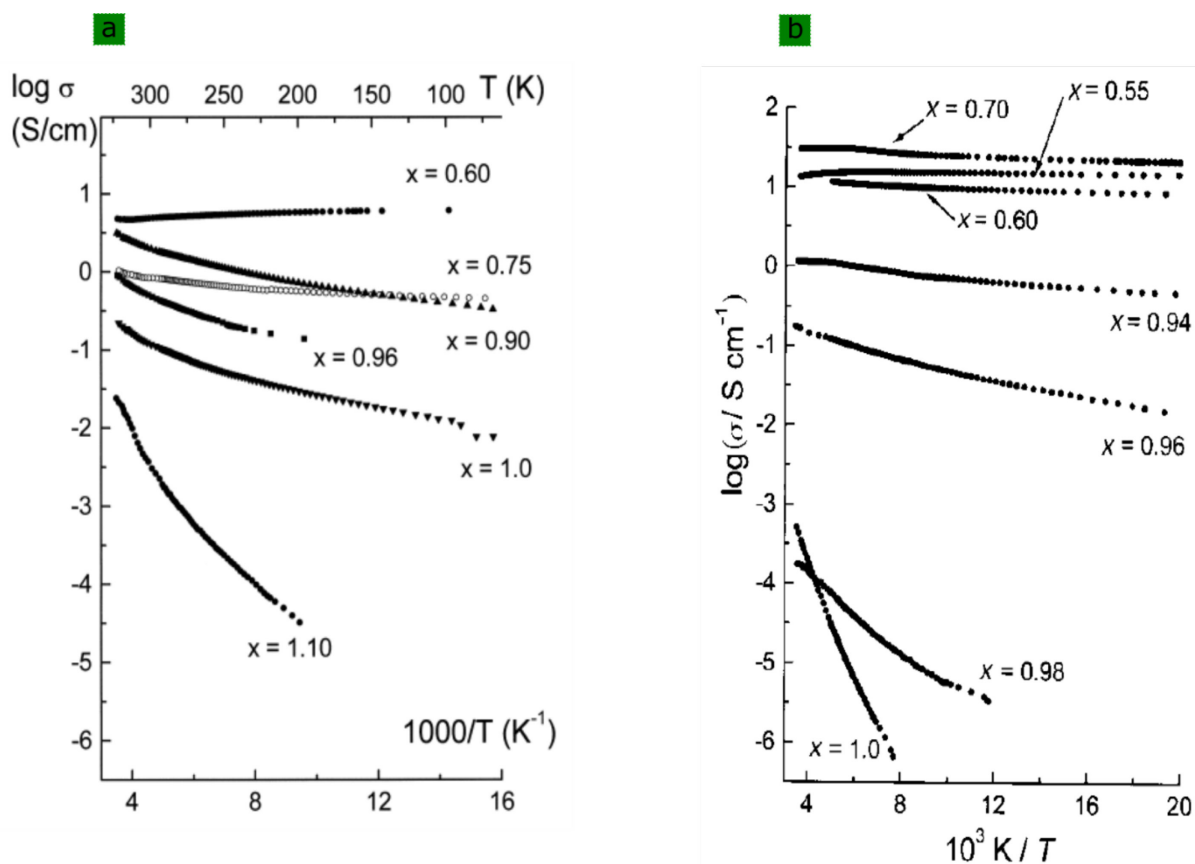 a
log σ
(S/cm)
300 250 200 150 100 T (K)
1
0
-1
-2
-3
-4
-5
-6
x = 0.60
x = 0.75
x = 0.90
x = 0.96
x = 1.0
x = 1.10
1000/T (K⁻¹)
4 8 12 16
b
log (σ / S cm⁻¹)
2
1
0
-1
-2
-3
-4
-5
-6
x = 0.70
x = 0.55
x = 0.60
x = 0.94
x = 0.96
x = 0.98
x = 1.0
4 8 12 16 20
10³ K / T